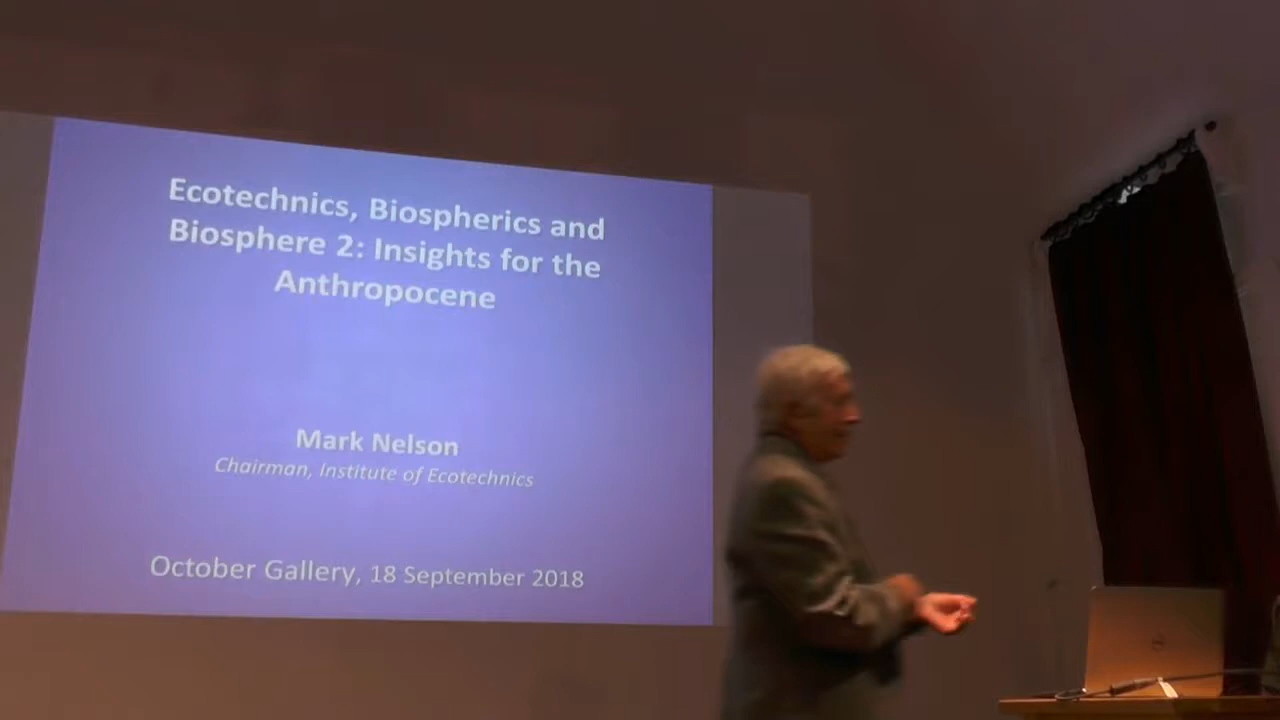 Ecotechnics, Biospherics and
Biosphere 2: Insights for the
Anthropocene
Mark Nelson
Chairman, Institute of Ecotechnics
October Gallery, 18 September 2018